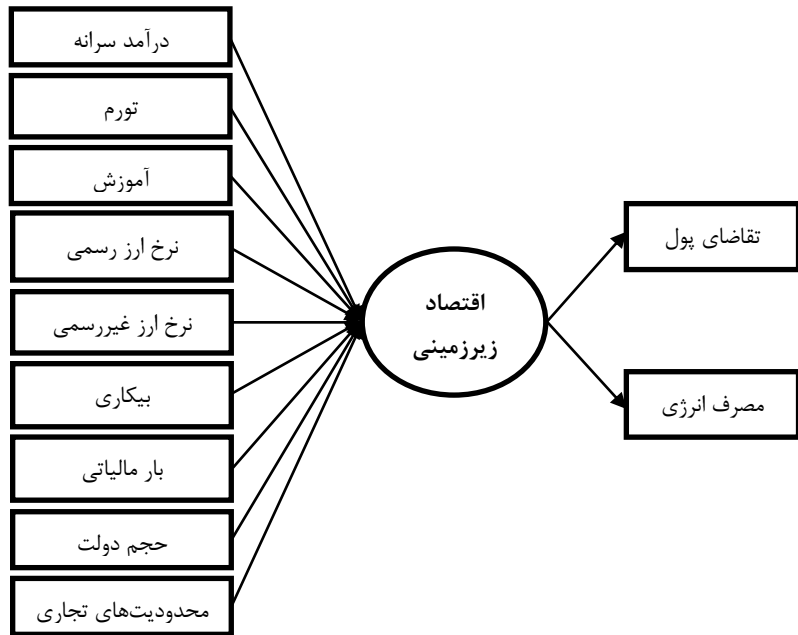 درآمد سرانه
تورم
آموزش
نرخ ارز رسمی
نرخ ارز غیررسمی
بیکاری
بار مالیاتی
حجم دولت
محدودیت‌های تجاری
اقتصاد
زیرزمینی
تقاضای پول
مصرف انرژی